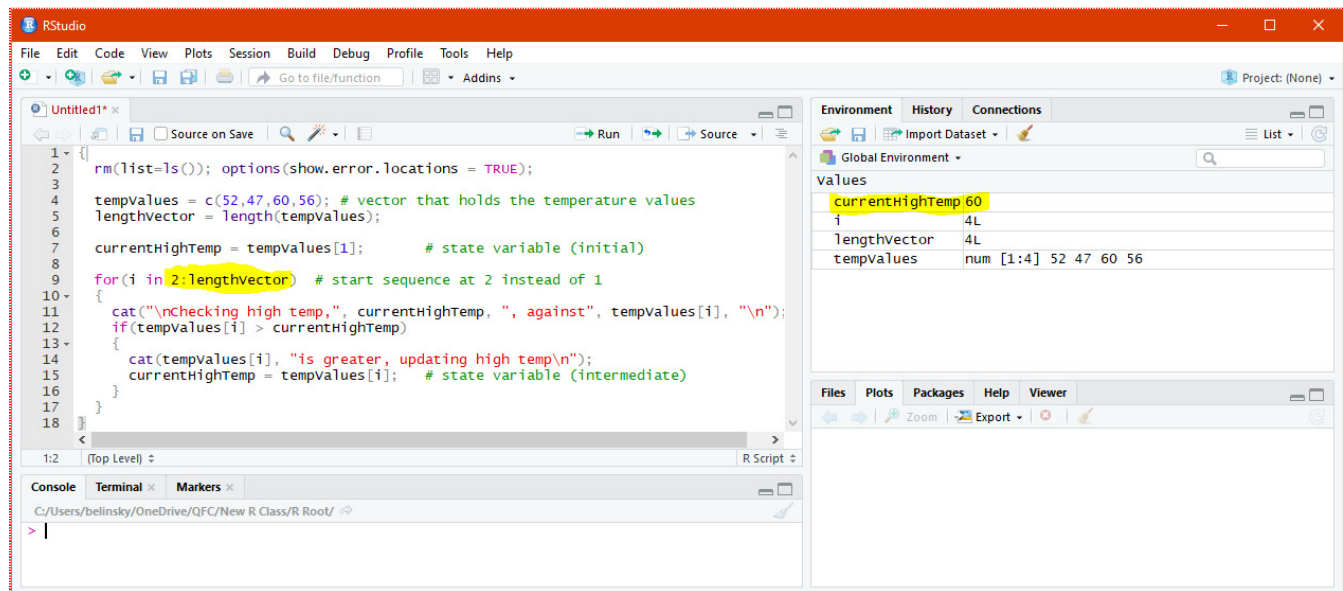 RStudio
File Edit Code View Plots Session Build Debug Profile Tools Help
Go to file/function Addins Project: (None)
Untitled1*
Source on Save Run Source
1 {
2 rm(list=ls()); options(show.error.locations = TRUE);
3
4 tempValues = c(52,47,60,56); # vector that holds the temperature values
5 lengthVector = length(tempValues);
6
7 currentHighTemp = tempValues[1]; # state variable (initial)
8
9 for(i in 2:lengthVector) # start sequence at 2 instead of 1
10 {
11 cat("\nChecking high temp,", currentHighTemp, ", against", tempValues[i], "\n");
12 if(tempValues[i] > currentHighTemp)
13 {
14 cat(tempValues[i], "is greater, updating high temp\n");
15 currentHighTemp = tempValues[i]; # state variable (intermediate)
16 }
17 }
18 }
1:2 (Top Level) R Script
Console Terminal Markers
C:/Users/belinsky/OneDrive/QFC/New R Class/R Root/
>
Environment History Connections
Import Dataset List
Global Environment
Values
currentHighTemp 60
i 4L
lengthVector 4L
tempValues num [1:4] 52 47 60 56
Files Plots Packages Help Viewer
Zoom Export